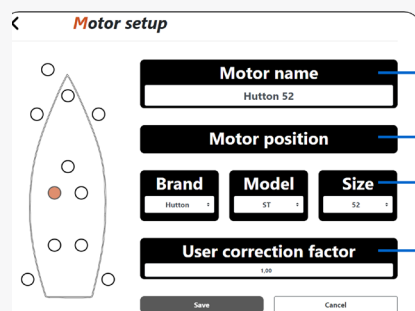 Motor setup
Motor name
Hutton 52
Motor position
Brand Model Size
Hutton ST 52
User correction factor
1,00
Save Cancel